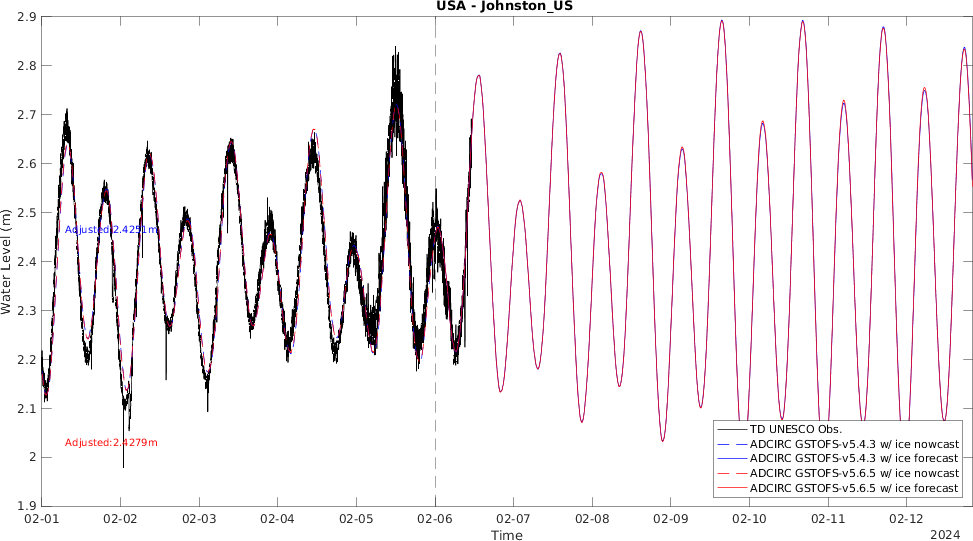 USA - Johnston_US
2.9
2.8
2.7
2.6
2.5
2.4
2.3
2.2
2.1
2
1.9
Water Level (m)
Adjusted:2.4251m
Adjusted:2.4279m
TD UNESCO Obs.
ADCIRC GSTOFS-v5.4.3 w/ ice nowcast
ADCIRC GSTOFS-v5.4.3 w/ ice forecast
ADCIRC GSTOFS-v5.6.5 w/ ice nowcast
ADCIRC GSTOFS-v5.6.5 w/ ice forecast
02-01 02-02 02-03 02-04 02-05 02-06 02-07 02-08 02-09 02-10 02-11 02-12
Time
2024